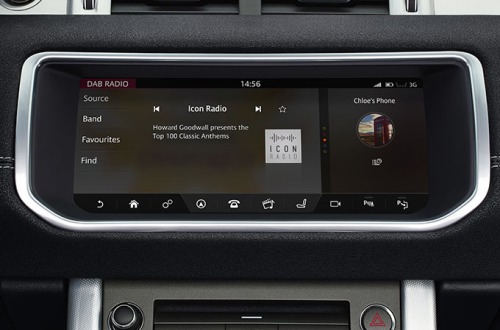 DAB RADIO
14:56
3G
Source
Band
Favourites
Find
Icon Radio
Howard Goodwall presents the
Top 100 Classic Anthems
ICON
RADIO
Chloe's Phone